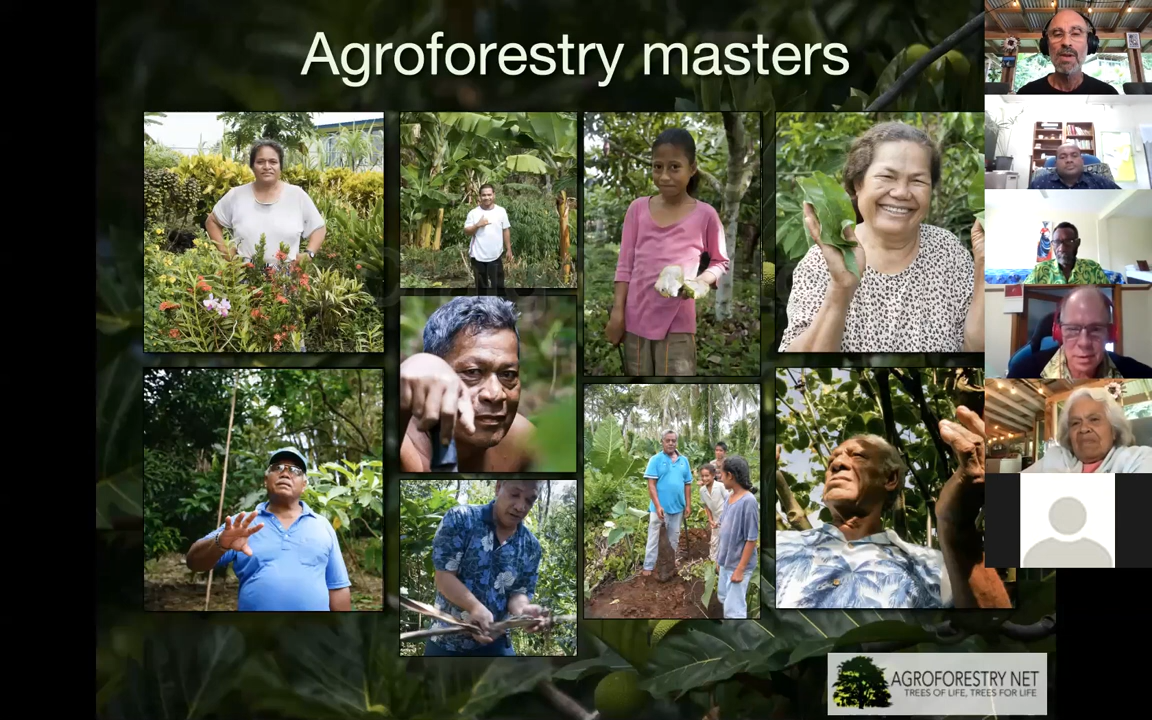 Agroforestry masters
AGROFORESTRY NET
TREES OF LIFE, TREES FOR LIFE